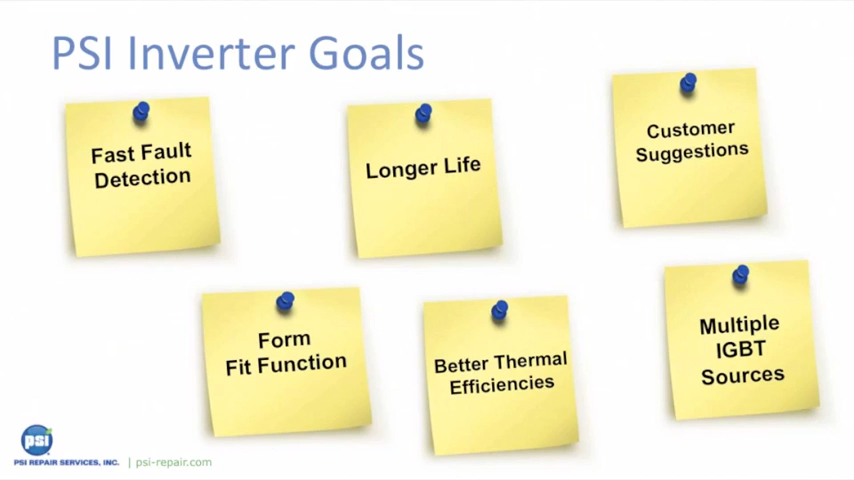 PSI Inverter Goals
Fast Fault
Detection
Longer Life
Customer
Suggestions
Form
Fit Function
Better Thermal
Efficiencies
Multiple
IGBT
Sources
psi
PSI REPAIR SERVICES, INC. | psi-repair.com